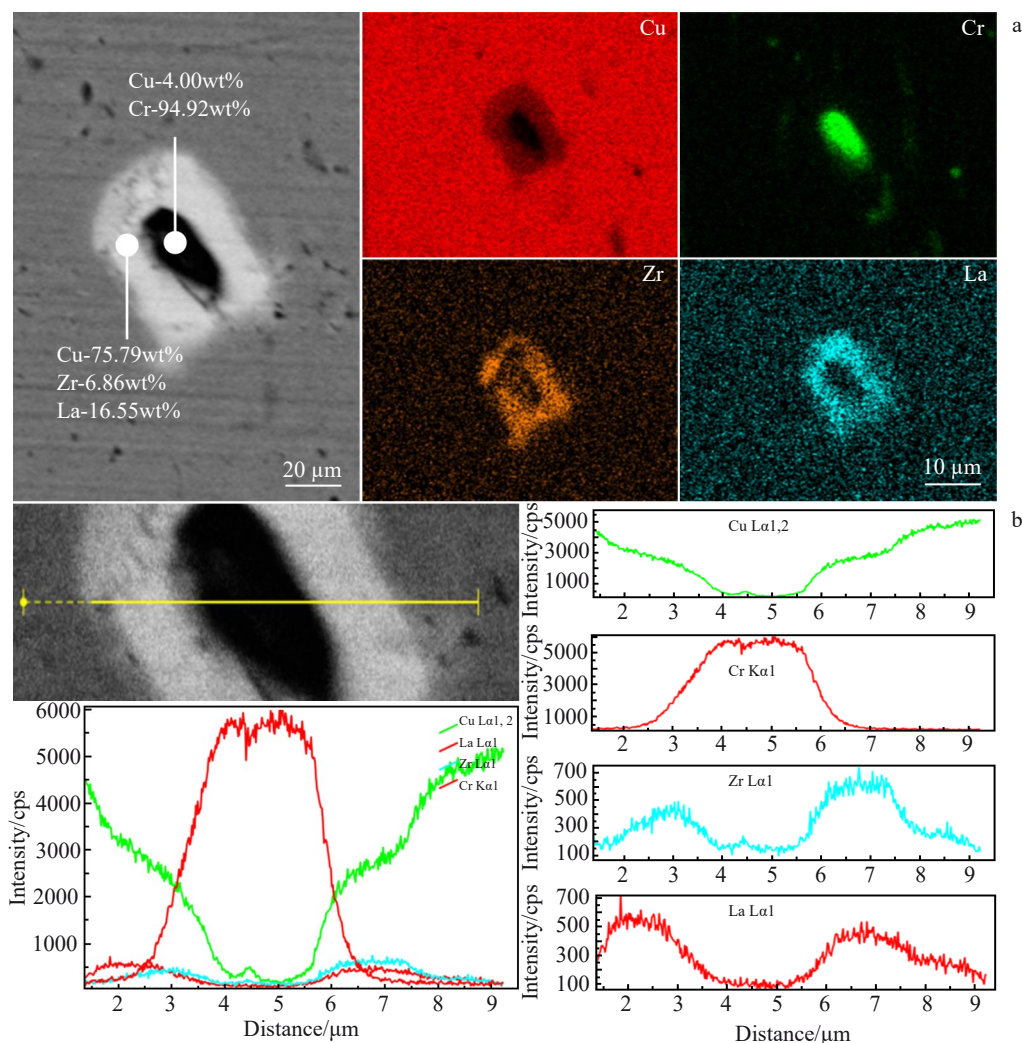 a
Cu-4.00wt%
Cr-94.92wt%
Cu-75.79wt%
Zr-6.86wt%
La-16.55wt%
20 μm
Cu
Cr
Zr
La
10 μm
b
6000
5000
4000
3000
2000
1000
Intensity/cps
2 3 4 5 6 7 8 9
Distance/μm
Cu Lα1, 2
La Lα1
Zr Lα1
Cr Kα1
Cu Lα1,2
5000
3000
1000
Intensity/cps
2 3 4 5 6 7 8 9
Cr Kα1
5000
3000
1000
Intensity/cps
2 3 4 5 6 7 8 9
Zr Lα1
700
500
300
100
Intensity/cps
2 3 4 5 6 7 8 9
La Lα1
700
500
300
100
Intensity/cps
2 3 4 5 6 7 8 9
Distance/μm